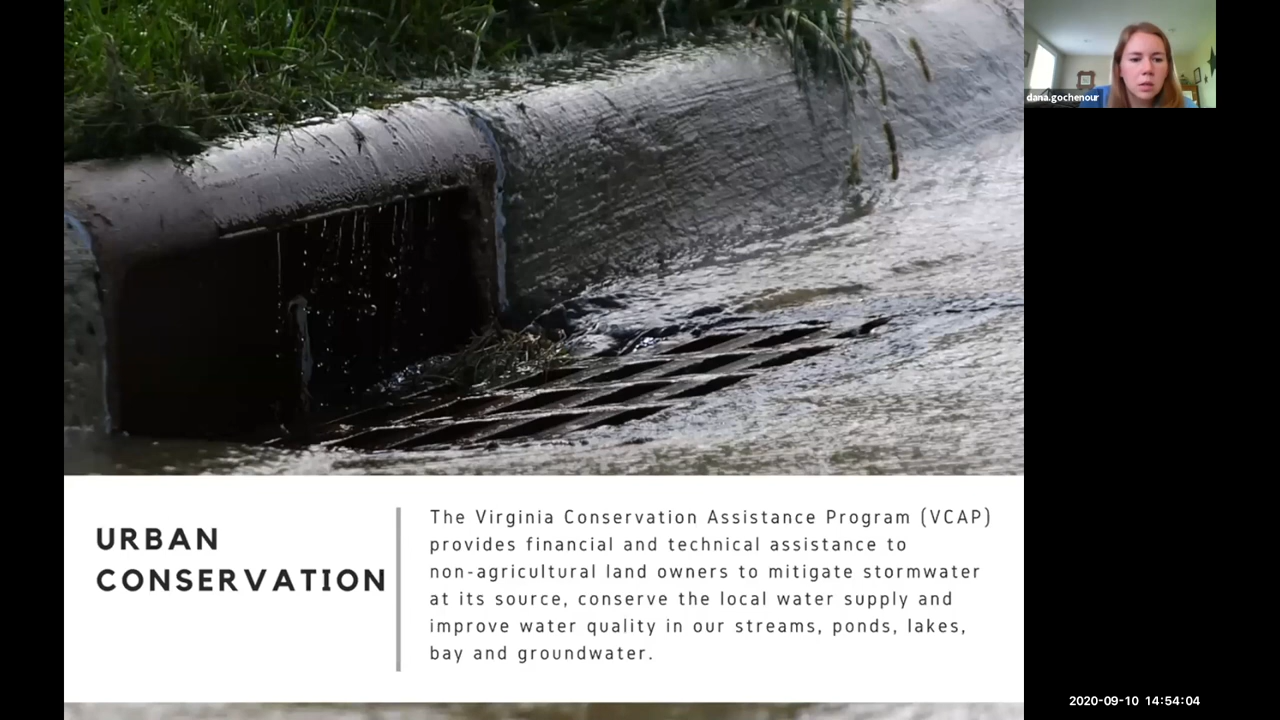 dana.gochenour
URBAN
CONSERVATION
The Virginia Conservation Assistance Program (VCAP)
provides financial and technical assistance to
non-agricultural land owners to mitigate stormwater
at its source, conserve the local water supply and
improve water quality in our streams, ponds, lakes,
bay and groundwater.
2020-09-10 14:54:04